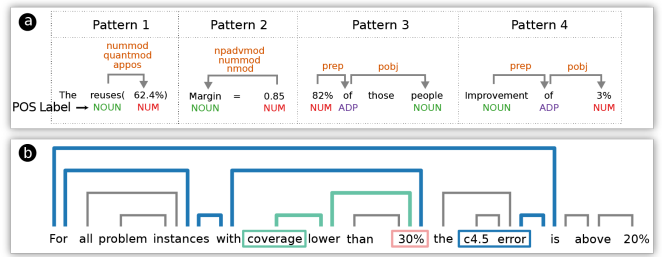 a
Pattern 1 Pattern 2 Pattern 3 Pattern 4
nummod
quantmod
appos
npadvmod
nummod
nmod
prep pobj prep pobj
The reuses( 62.4%) Margin = 0.85 82% of those people Improvement of 3%
POS Label NOUN NUM NOUN NUM NUM ADP NOUN NOUN ADP NUM
b
For all problem instances with coverage lower than 30% the c4.5 error is above 20%